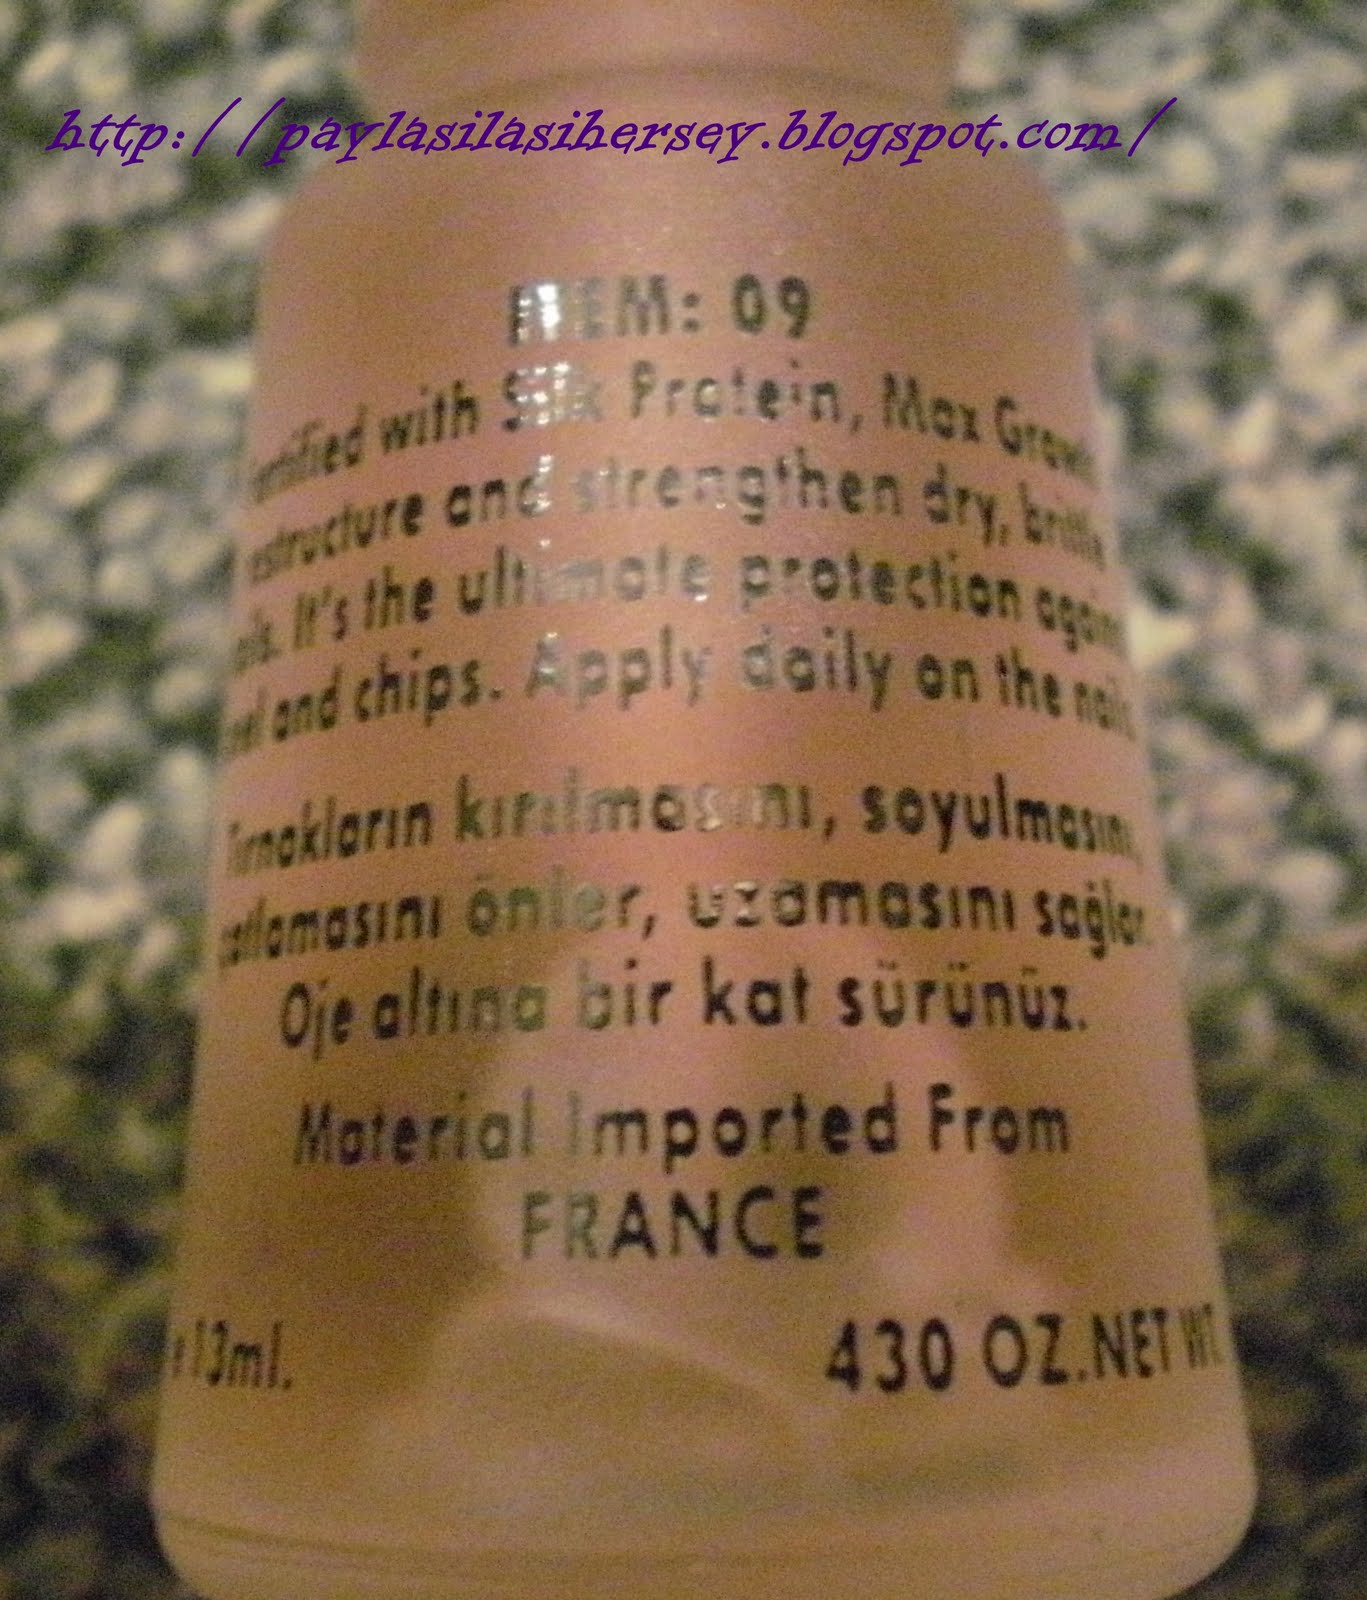 http://paylasilasihersey.blogspot.com/
ITEM: 09
Fortified with Silk Protein, Max Growth
restructure and strengthen dry, brittle
nails. It's the ultimate protection against
peel and chips. Apply daily on the nails.
Tırnakların kırılmasını, soyulmasını,
çatlamasını önler, uzamasını sağlar.
Oje altına bir kat sürünüz.
Material Imported From
FRANCE
13ml.
430 OZ.NET WT.